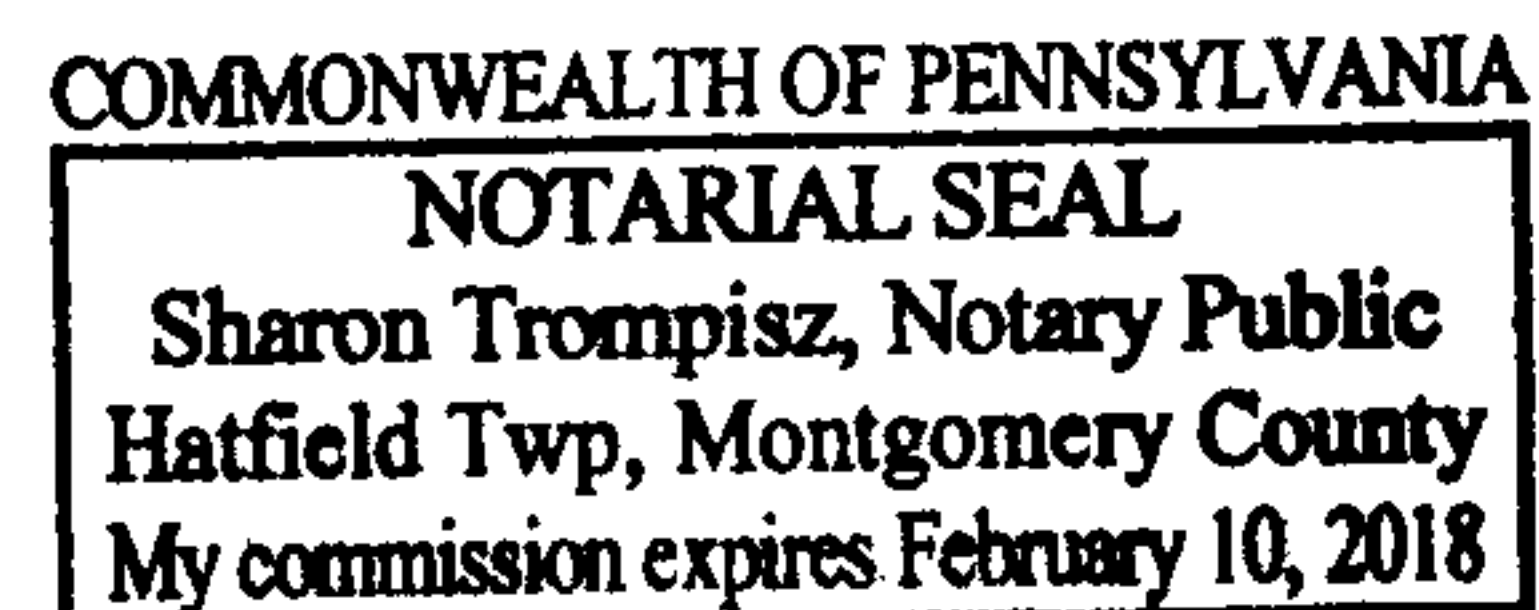 COMMONWEALTH OF PENNSYLVANIA
NOTARIAL SEAL
Sharon Trompisz, Notary Public
Hatfield Twp, Montgomery County
My commission expires February 10, 2018